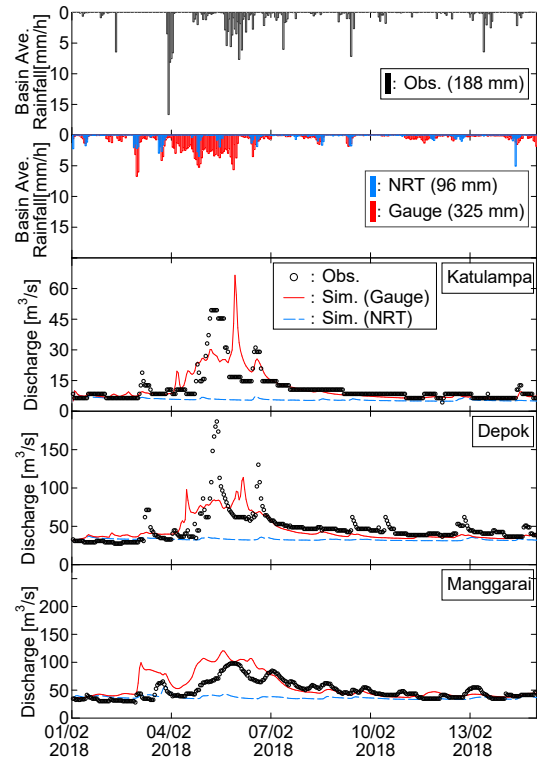 Basin Ave.
Rainfall[mm/h]
0
5
10
15
: Obs. (188 mm)
Basin Ave.
Rainfall[mm/h]
0
5
10
15
: NRT (96 mm)
: Gauge (325 mm)
Discharge [m³/s]
60
45
30
15
0
: Obs.
: Sim. (Gauge)
: Sim. (NRT)
Katulampa
Discharge [m³/s]
150
100
50
0
Depok
Discharge [m³/s]
200
150
100
50
0
Manggarai
01/02 04/02 07/02 10/02 13/02
2018 2018 2018 2018 2018